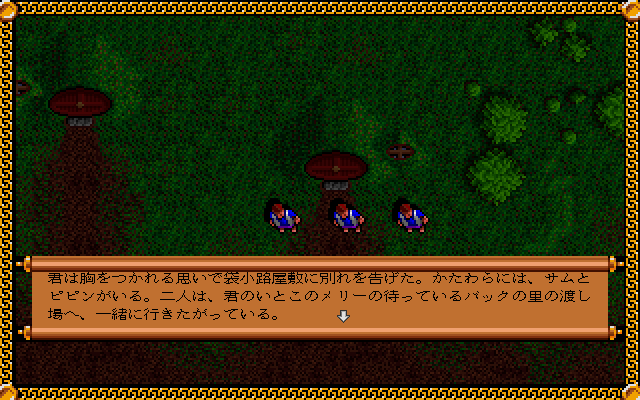 君は胸をつかれる思いで袋小路屋敷に別れを告げた。かたわらには、サムと
ピピンがいる。二人は、君のいとこのメリーの待っているバックの里の渡し
場へ、一緒に行きたがっている。